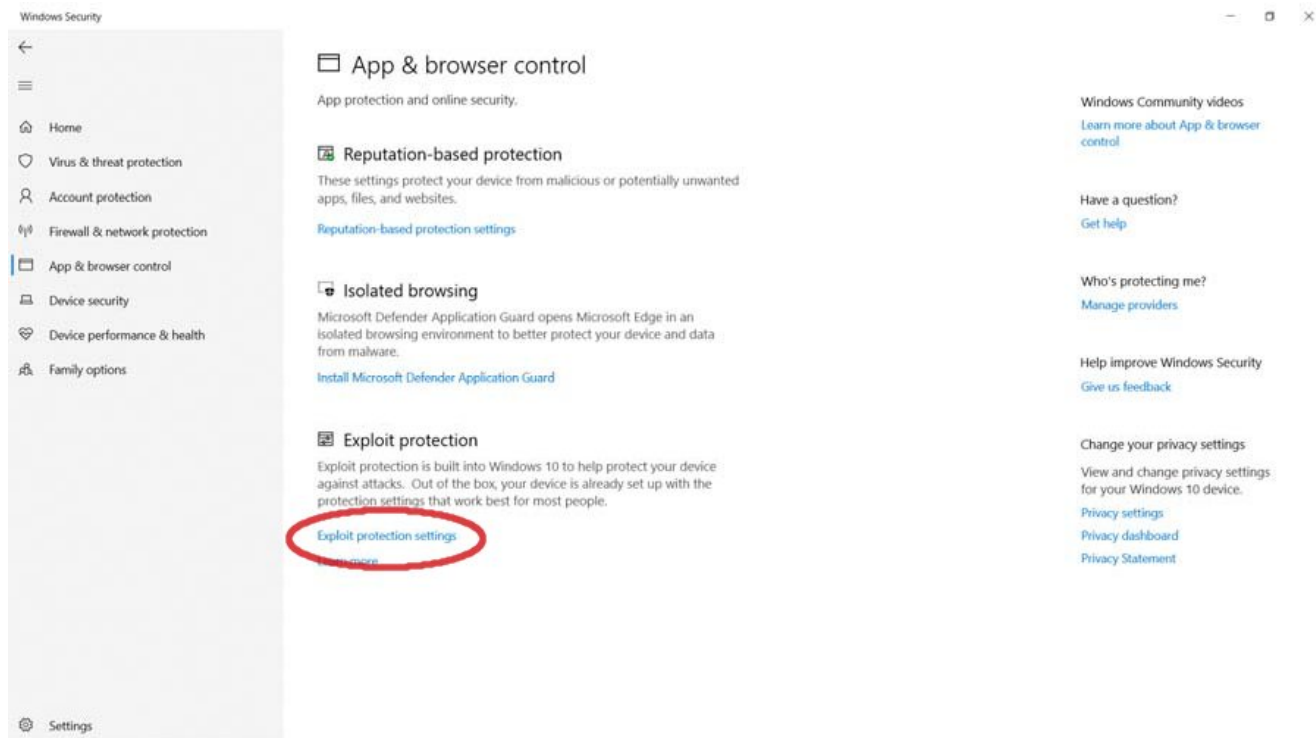 Windows Security
Home
Virus & threat protection
Account protection
Firewall & network protection
App & browser control
Device security
Device performance & health
Family options
Settings
App & browser control
App protection and online security.
Reputation-based protection
These settings protect your device from malicious or potentially unwanted
apps, files, and websites.
Reputation-based protection settings
Isolated browsing
Microsoft Defender Application Guard opens Microsoft Edge in an
isolated browsing environment to better protect your device and data
from malware.
Install Microsoft Defender Application Guard
Exploit protection
Exploit protection is built into Windows 10 to help protect your device
against attacks.  Out of the box, your device is already set up with the
protection settings that work best for most people.
Exploit protection settings
Learn more
Windows Community videos
Learn more about App & browser
control
Have a question?
Get help
Who's protecting me?
Manage providers
Help improve Windows Security
Give us feedback
Change your privacy settings
View and change privacy settings
for your Windows 10 device.
Privacy settings
Privacy dashboard
Privacy Statement